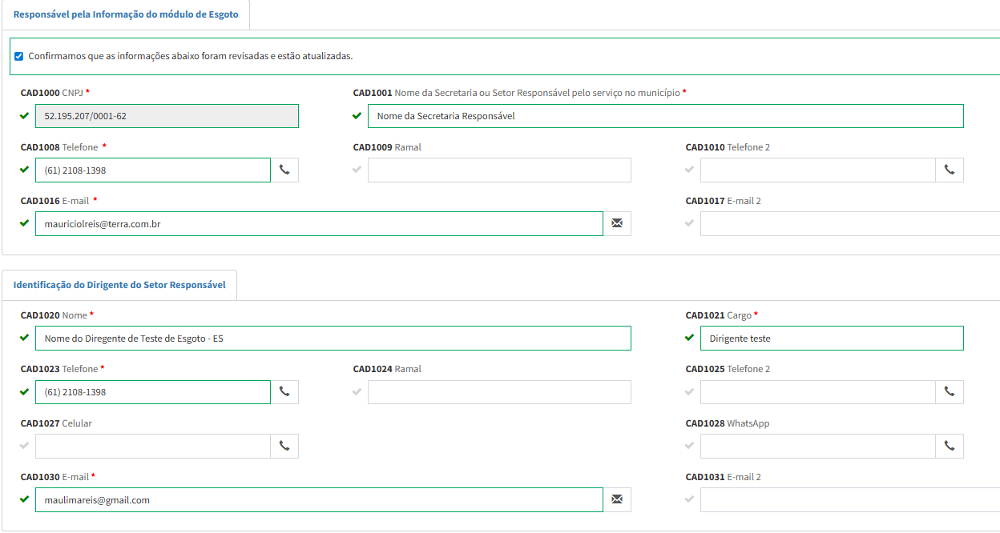 Responsável pela Informação do módulo de Esgoto
Confirmamos que as informações abaixo foram revisadas e estão atualizadas.
CAD1000 CNPJ * CAD1001 Nome da Secretaria ou Setor Responsável pelo serviço no município *
52.195.207/0001-62 Nome da Secretaria Responsável
CAD1008 Telefone * CAD1009 Ramal CAD1010 Telefone 2
(61) 2108-1398
CAD1016 E-mail * CAD1017 E-mail 2
mauriciolreis@terra.com.br
Identificação do Dirigente do Setor Responsável
CAD1020 Nome * CAD1021 Cargo *
Nome do Diregente de Teste de Esgoto - ES Dirigente teste
CAD1023 Telefone * CAD1024 Ramal CAD1025 Telefone 2
(61) 2108-1398
CAD1027 Celular CAD1028 WhatsApp
CAD1030 E-mail * CAD1031 E-mail 2
maulimareis@gmail.com